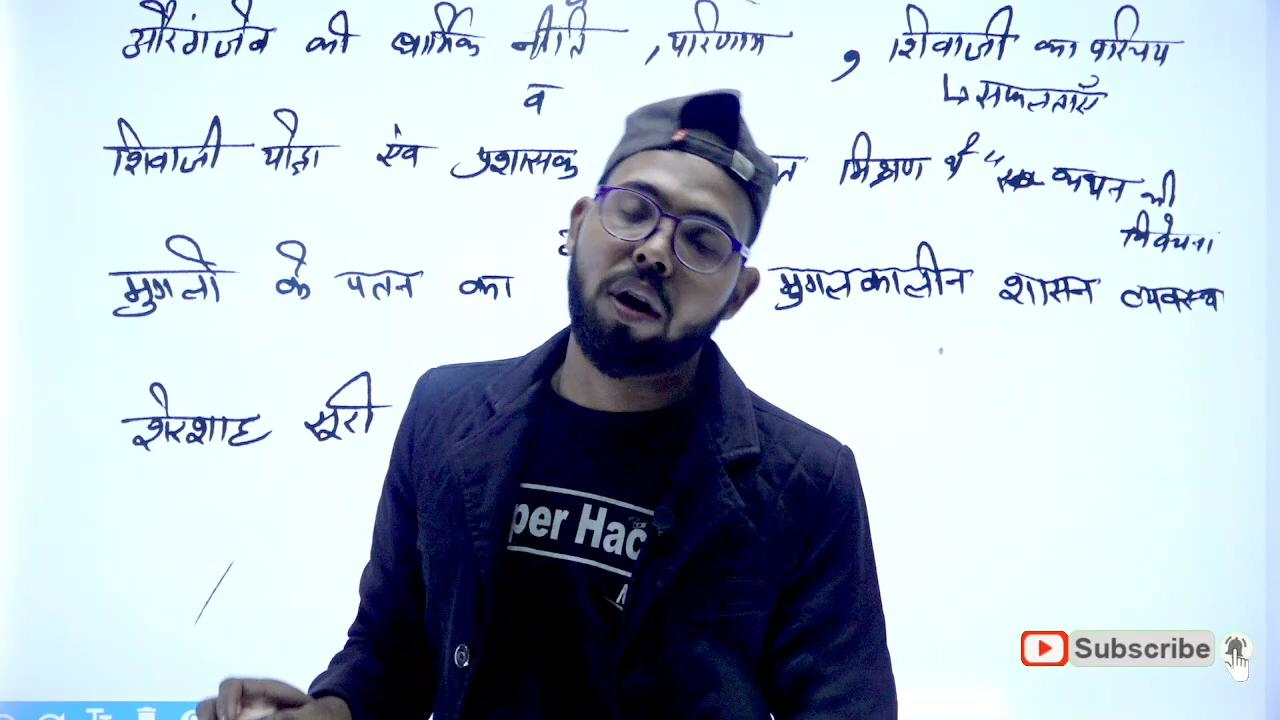 औरंगजेब की धार्मिक नीति , परिणाम , शिवाजी का परिचय
व
↳ सफलताएँ
शिवाजी योद्धा एंव प्रशासक मिश्रण थे " कथन की
विवेचना
मुगलो के पतन का मुगलकालीन शासन व्यवस्था
शेरशाह सूरी
per Hac
Subscribe